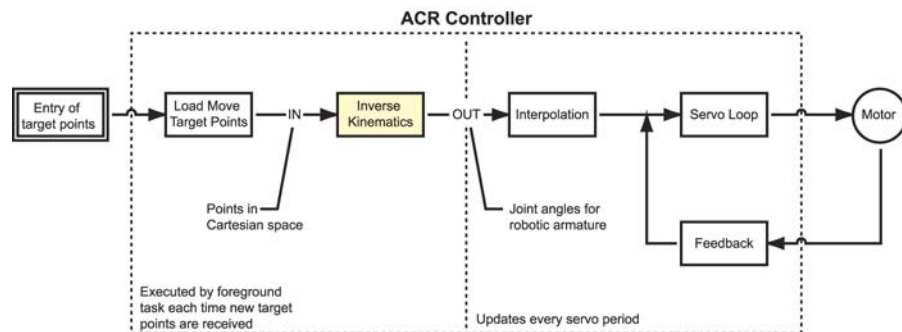 ACR Controller
Entry of
target points
Load Move
Target Points
IN
Inverse
Kinematics
OUT
Interpolation
Servo Loop
Motor
Points in
Cartesian space
Joint angles for
robotic armature
Feedback
Executed by foreground
task each time new target
points are received
Updates every servo period